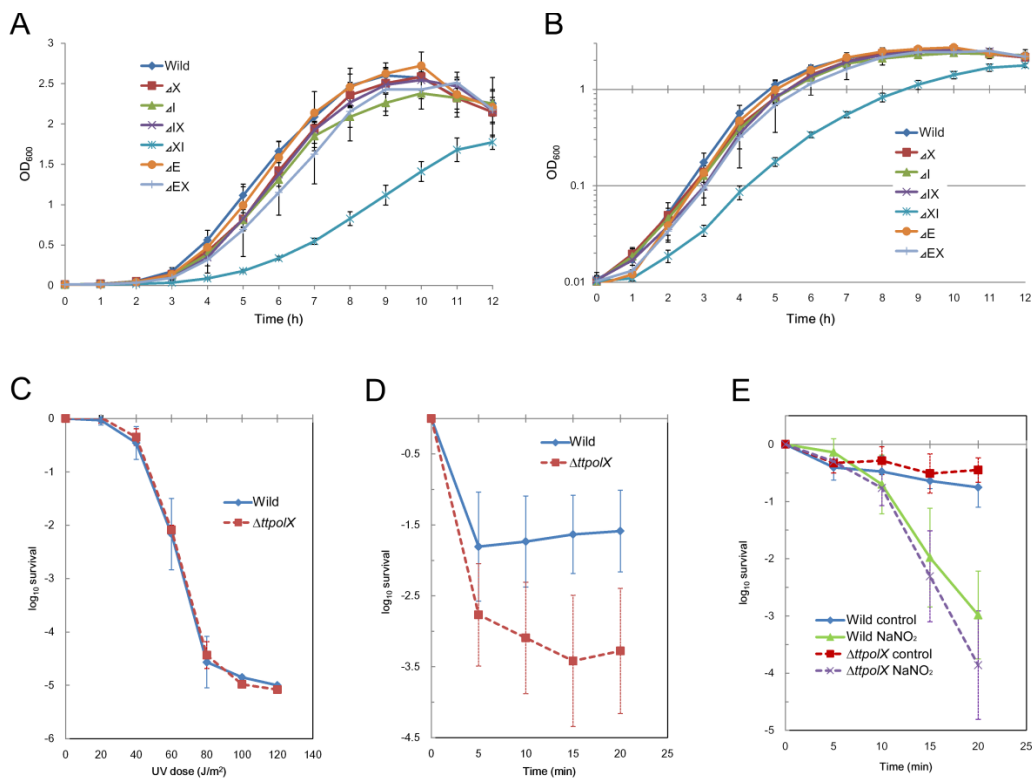 A
3
2.5
2
1.5
1
0.5
0
OD600
0 1 2 3 4 5 6 7 8 9 10 11 12
Time (h)
Wild
⊿X
⊿I
⊿IX
⊿XI
⊿E
⊿EX
B
1
0.1
0.01
OD600
0 1 2 3 4 5 6 7 8 9 10 11 12
Time (h)
Wild
⊿X
⊿I
⊿IX
⊿XI
⊿E
⊿EX
C
0
-1
-2
-3
-4
-5
-6
log10 survival
0 20 40 60 80 100 120 140
UV dose (J/m²)
Wild
ΔttpolX
D
0
-1.5
-2.5
-3.5
-4.5
log10 survival
0 5 10 15 20 25
Time (min)
Wild
ΔttpolX
E
0
-1
-2
-3
-4
-5
log10 survival
0 5 10 15 20 25
Time (min)
Wild control
Wild NaNO₂
ΔttpolX control
ΔttpolX NaNO₂